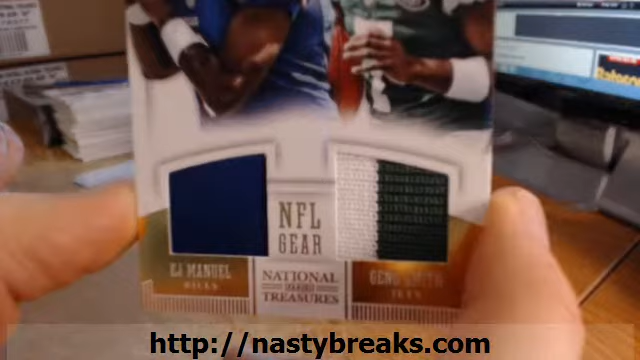 NFL
GEAR
EJ MANUEL
BILLS
NATIONAL
TREASURES
GENO SMITH
JETS
http://nastybreaks.com